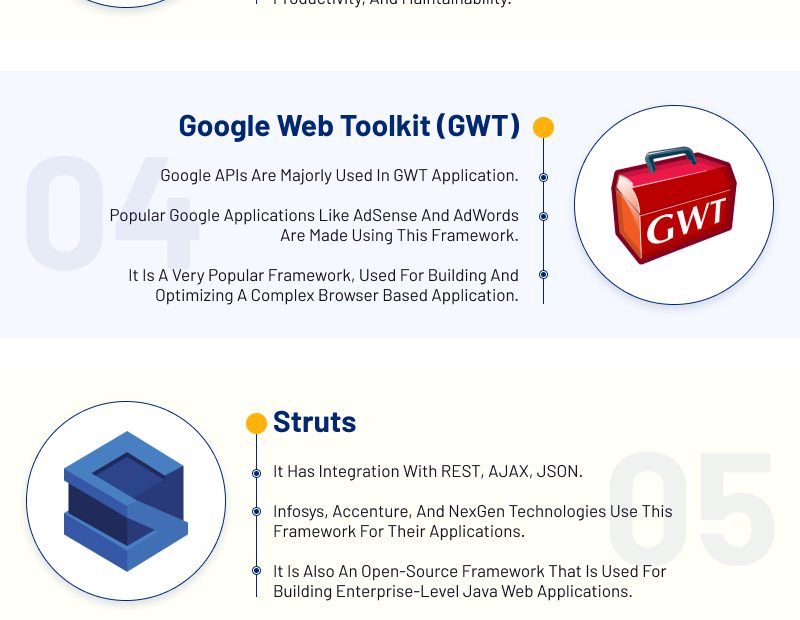 Productivity, And Maintainability.
04
Google Web Toolkit (GWT)
Google APIs Are Majorly Used In GWT Application.
Popular Google Applications Like AdSense And AdWords
Are Made Using This Framework.
It Is A Very Popular Framework, Used For Building And
Optimizing A Complex Browser Based Application.
GWT
05
Struts
It Has Integration With REST, AJAX, JSON.
Infosys, Accenture, And NexGen Technologies Use This
Framework For Their Applications.
It Is Also An Open-Source Framework That Is Used For
Building Enterprise-Level Java Web Applications.